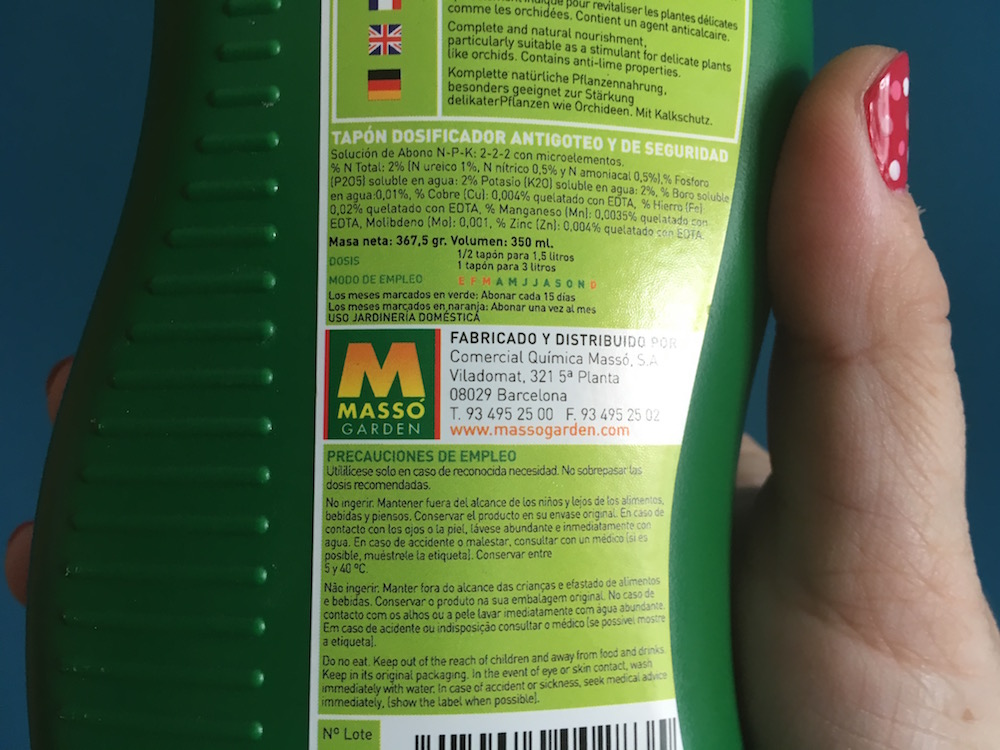 indiqué pour revitaliser les plantes délicates
comme les orchidées. Contient un agent anticalcaire.
Complete and natural nourishment,
particularly suitable as a stimulant for delicate plants
like orchids. Contains anti-lime properties.
Komplette natürliche Pflanzennahrung,
besonders geeignet zur Stärkung
delikaterPflanzen wie Orchideen. Mit Kalkschutz.
TAPÓN DOSIFICADOR ANTIGOTEO Y DE SEGURIDAD
Solución de Abono N-P-K: 2-2-2 con microelementos.
% N Total: 2% (N ureico 1%, N nítrico 0,5% y N amoniacal 0,5%),% Fosforo
(P2O5) soluble en agua: 2% Potasio (K2O) soluble en agua: 2%, % Boro soluble
en agua:0,01%, % Cobre (Cu): 0,004% quelatado con EDTA, % Hierro (Fe)
0,02% quelatado con EDTA, % Manganeso (Mn): 0,0035% quelatado con
EDTA, Molibdeno (Mo): 0,001, % Zinc (Zn): 0,004% quelatado con EDTA.
Masa neta: 367,5 gr. Volumen: 350 ml.
DOSIS 1/2 tapón para 1,5 litros
1 tapón para 3 litros
MODO DE EMPLEO E F M A M J J A S O N D
Los meses marcados en verde: Abonar cada 15 días
Los meses marcados en naranja: Abonar una vez al mes
USO JARDINERÍA DOMÉSTICA
M
MASSÓ
GARDEN
FABRICADO Y DISTRIBUIDO POR
Comercial Química Massó, S.A
Viladomat, 321 5ª Planta
08029 Barcelona
T. 93 495 25 00 F. 93 495 25 02
www.massogarden.com
PRECAUCIONES DE EMPLEO
Utililícese solo en caso de reconocida necesidad. No sobrepasar las
dosis recomendadas.
No ingerir. Mantener fuera del alcance de los niños y lejos de los alimentos,
bebidas y piensos. Conservar el producto en su envase original. En caso de
contacto con los ojos o la piel, lávese abundante e inmediatamente con
agua. En caso de accidente o malestar, consultar con un médico (si es
posible, muéstrele la etiqueta). Conservar entre
5 y 40 ºC.
Não ingerir. Manter fora do alcance das crianças e efastado de alimentos
e bebidas. Conservar o produto na sua embalagem original. No caso de
contacto com os alhos ou a pele lavar imediatamente com água abundante.
Em caso de acidente ou indisposição consultar o médico (se possível mostre
a etiqueta).
Do no eat. Keep out of the reach of children and away from food and drinks.
Keep in its original packaging. In the event of eye or skin contact, wash
immediately with water. In case of accident or sickness, seek medical advice
immediately, (show the label when possible).
Nº Lote